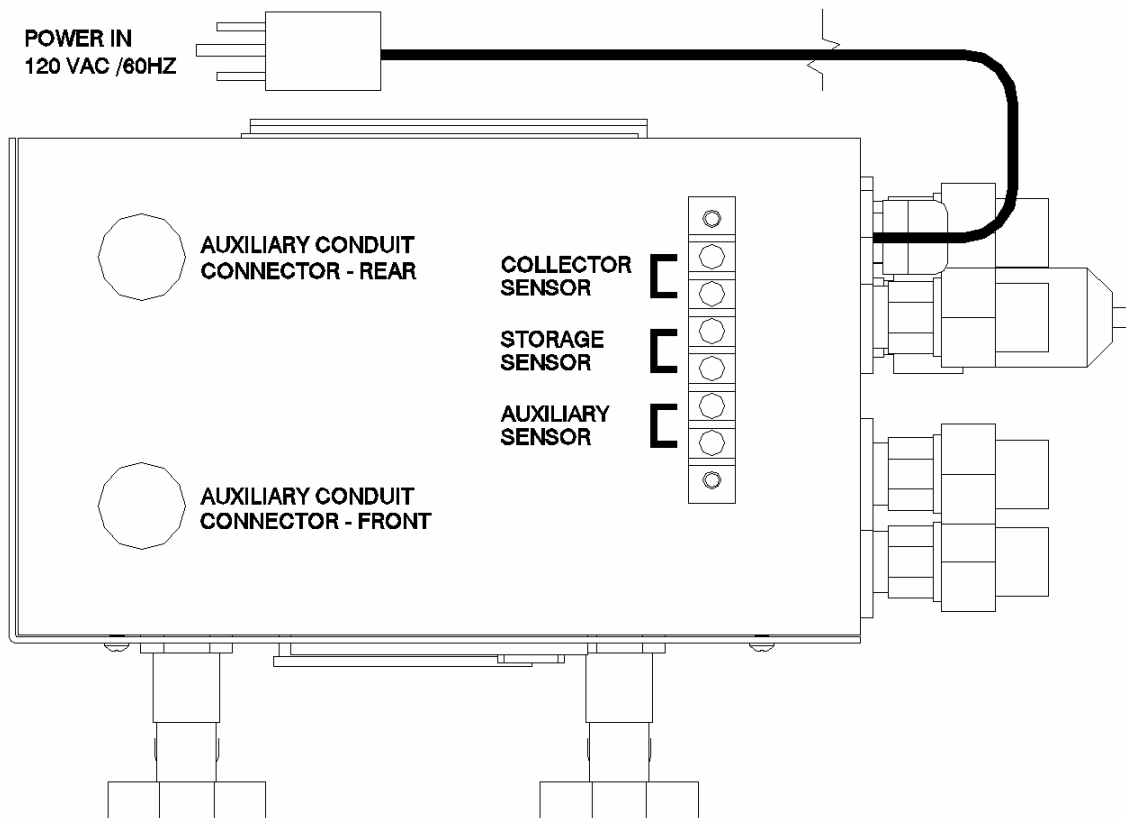 POWER IN
120 VAC /60HZ
AUXILIARY CONDUIT
CONNECTOR - REAR
COLLECTOR
SENSOR
STORAGE
SENSOR
AUXILIARY
SENSOR
AUXILIARY CONDUIT
CONNECTOR - FRONT